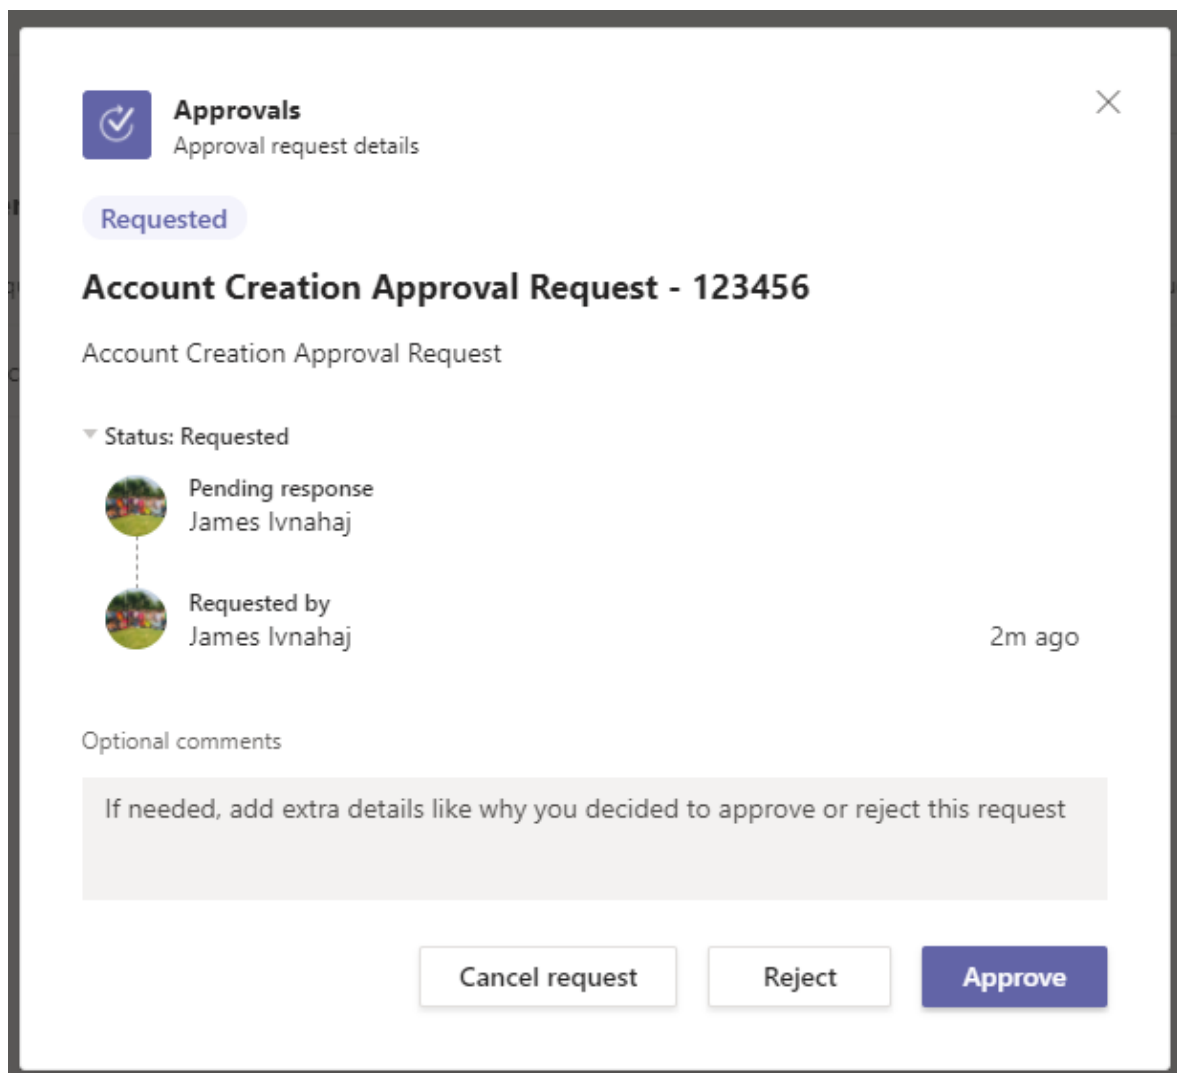 Approvals
Approval request details
Requested
Account Creation Approval Request - 123456
Account Creation Approval Request
Status: Requested
Pending response
James Ivnahaj
Requested by
James Ivnahaj
2m ago
Optional comments
If needed, add extra details like why you decided to approve or reject this request
Cancel request
Reject
Approve